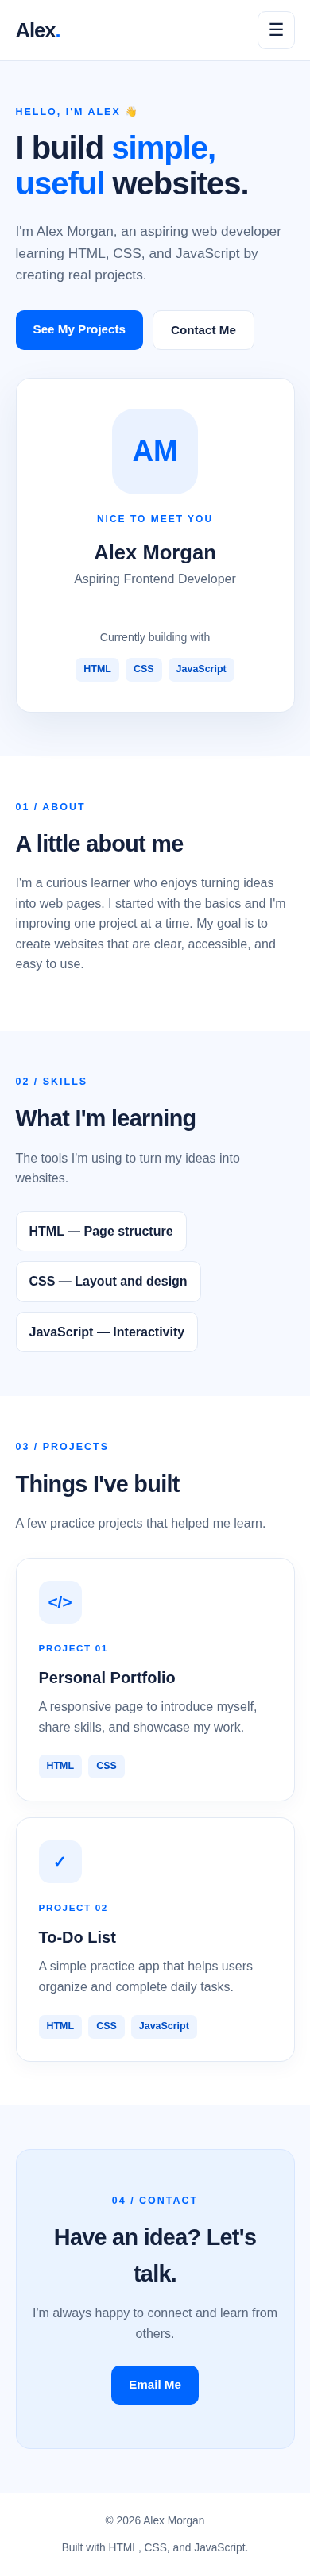 Alex.
☰
HELLO, I'M ALEX 👋
I build simple,
useful websites.
I'm Alex Morgan, an aspiring web developer
learning HTML, CSS, and JavaScript by
creating real projects.
See My Projects
Contact Me
AM
NICE TO MEET YOU
Alex Morgan
Aspiring Frontend Developer
Currently building with
HTML CSS JavaScript
01 / ABOUT
A little about me
I'm a curious learner who enjoys turning ideas
into web pages. I started with the basics and I'm
improving one project at a time. My goal is to
create websites that are clear, accessible, and
easy to use.
02 / SKILLS
What I'm learning
The tools I'm using to turn my ideas into
websites.
HTML — Page structure
CSS — Layout and design
JavaScript — Interactivity
03 / PROJECTS
Things I've built
A few practice projects that helped me learn.
</>
PROJECT 01
Personal Portfolio
A responsive page to introduce myself,
share skills, and showcase my work.
HTML CSS
✓
PROJECT 02
To-Do List
A simple practice app that helps users
organize and complete daily tasks.
HTML CSS JavaScript
04 / CONTACT
Have an idea? Let's
talk.
I'm always happy to connect and learn from
others.
Email Me
© 2026 Alex Morgan
Built with HTML, CSS, and JavaScript.